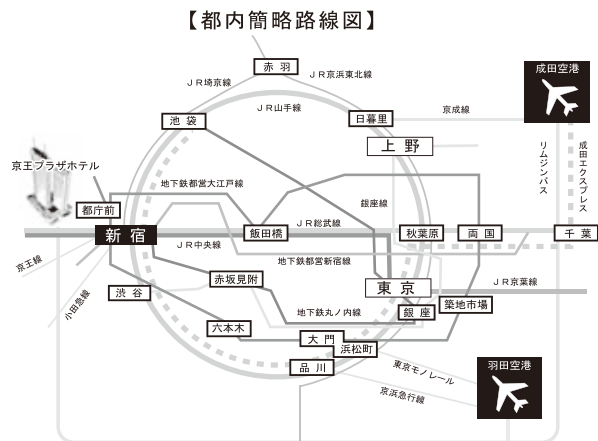 【都内簡略路線図】
赤羽
成田空港
JR埼京線
JR京浜東北線
JR山手線
京成線
池袋
日暮里
上野
リムジンバス
成田エクスプレス
京王プラザホテル
地下鉄都営大江戸線
銀座線
都庁前
新宿
飯田橋
JR総武線
秋葉原
両国
千葉
JR中央線
京王線
地下鉄都営新宿線
赤坂見附
東京
JR京葉線
小田急線
渋谷
地下鉄丸ノ内線
銀座
築地市場
六本木
大門
浜松町
品川
東京モノレール
羽田空港
京浜急行線